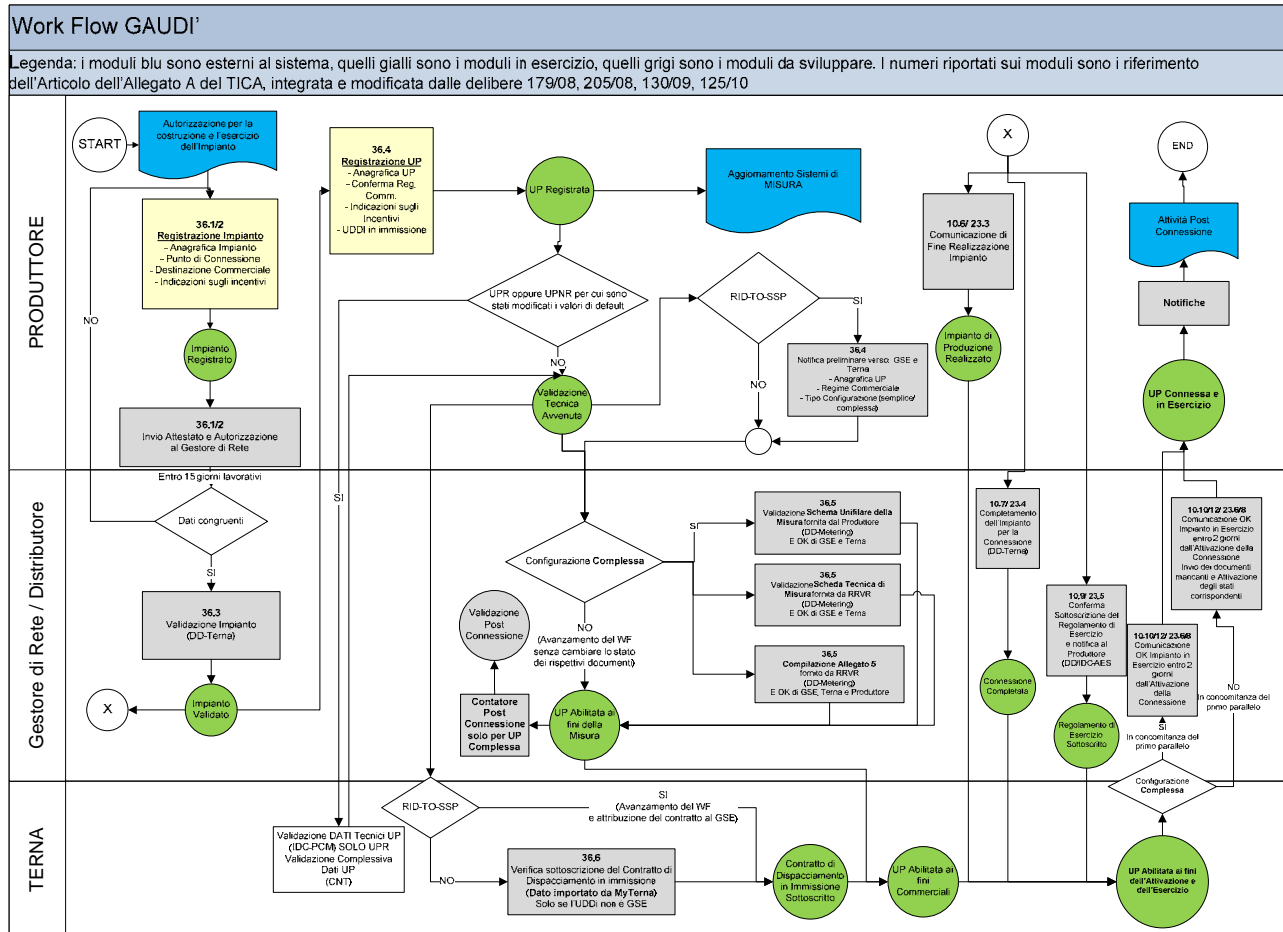 Work Flow GAUDI'
Legenda: i moduli blu sono esterni al sistema, quelli gialli sono i moduli in esercizio, quelli grigi sono i moduli da sviluppare. I numeri riportati sui moduli sono i riferimento
dell'Articolo dell'Allegato A del TICA, integrata e modificata dalle delibere 179/08, 205/08, 130/09, 125/10
PRODUTTORE
START
Autorizzazione per la
costruzione e l'esercizio
dell'Impianto
36.1/2
Registrazione Impianto
- Anagrafica Impianto
- Punto di Connessione
- Destinazione Commerciale
- Indicazioni sugli incentivi
NO
Impianto
Registrato
36.1/2
Invio Attestato e Autorizzazione
al Gestore di Rete
36.4
Registrazione UP
- Anagrafica UP
- Conferma Reg.
Comm.
- Indicazioni sugli
Incentivi
- UDDI in immissione
UP Registrata
Aggiornamento Sistemi di
MISURA
UPR oppure UPNR per cui sono
stati modificati i valori di default
NO
Validazione
Tecnica
Avvenuta
RID-TO-SSP
SI
NO
36,4
Notifica preliminare verso: GSE e
Terna
- Anagrafica UP
- Regime Commerciale
- Tipo Configurazione (semplice/
complessa)
X
10.6/ 23.3
Comunicazione di
Fine Realizzazione
Impianto
Impianto di
Produzione
Realizzato
END
Attività Post
Connessione
Notifiche
UP Connessa e
in Esercizio
Gestore di Rete / Distributore
Entro 15 giorni lavorativi
Dati congruenti
SI
36.3
Validazione Impianto
(DD-Terna)
X
Impianto
Validato
SI
Configurazione Complessa
SI
36,5
Validazione Schema Unifilare della
Misura fornita dal Produttore
(DD-Metering)
E OK di GSE e Terna
36,5
Validazione Scheda Tecnica di
Misura fornita da RRVR
(DD-Metering)
E OK di GSE e Terna
36,5
Compilazione Allegato 5
fornito da RRVR
(DD-Metering)
E OK di GSE, Terna e Produttore
NO
(Avanzamento del WF
senza cambiare lo stato
dei rispettivi documenti)
Validazione
Post
Connessione
Contatore
Post
Connessione
solo per UP
Complessa
UP Abilitata ai
fini della
Misura
10.7/ 23.4
Completamento
dell'Impianto
per la
Connessione
(DD-Terna)
Connessione
Completata
10,9/ 23,5
Conferma
Sottoscrizione del
Regolamento di
Esercizio
e notifica al
Produttore
(DD/IDC-AES
Regolamento di
Esercizio
Sottoscritto
10.10/12/ 23.6/8
Comunicazione
OK Impianto in
Esercizio entro 2
giorni
dall'Attivazione
della
Connessione
10.10/12/ 23.6/8
Comunicazione OK
Impianto in Esercizio
entro 2 giorni
dall'Attivazione della
Connessione
Invio dei documenti
mancanti e Attivazione
degli stati
corrispondenti
SI
In concomitanza del
primo parallelo
NO
In concomitanza del
primo parallelo
Configurazione
Complessa
TERNA
Validazione DATI Tecnici UP
(IDC-PCM) SOLO UPR
Validazione Complessiva
Dati UP
(CNT)
RID-TO-SSP
SI
(Avanzamento del WF
e attribuzione del contratto al GSE)
NO
36,6
Verifica sottoscrizione del Contratto di
Dispacciamento in immissione
(Dato importato da MyTerna)
Solo se l'UDDi non e GSE
Contratto di
Dispacciamento
in Immissione
Sottoscritto
UP Abilitata ai
fini
Commerciali
UP Abilitata ai fini
dell'Attivazione e
dell'Esercizio